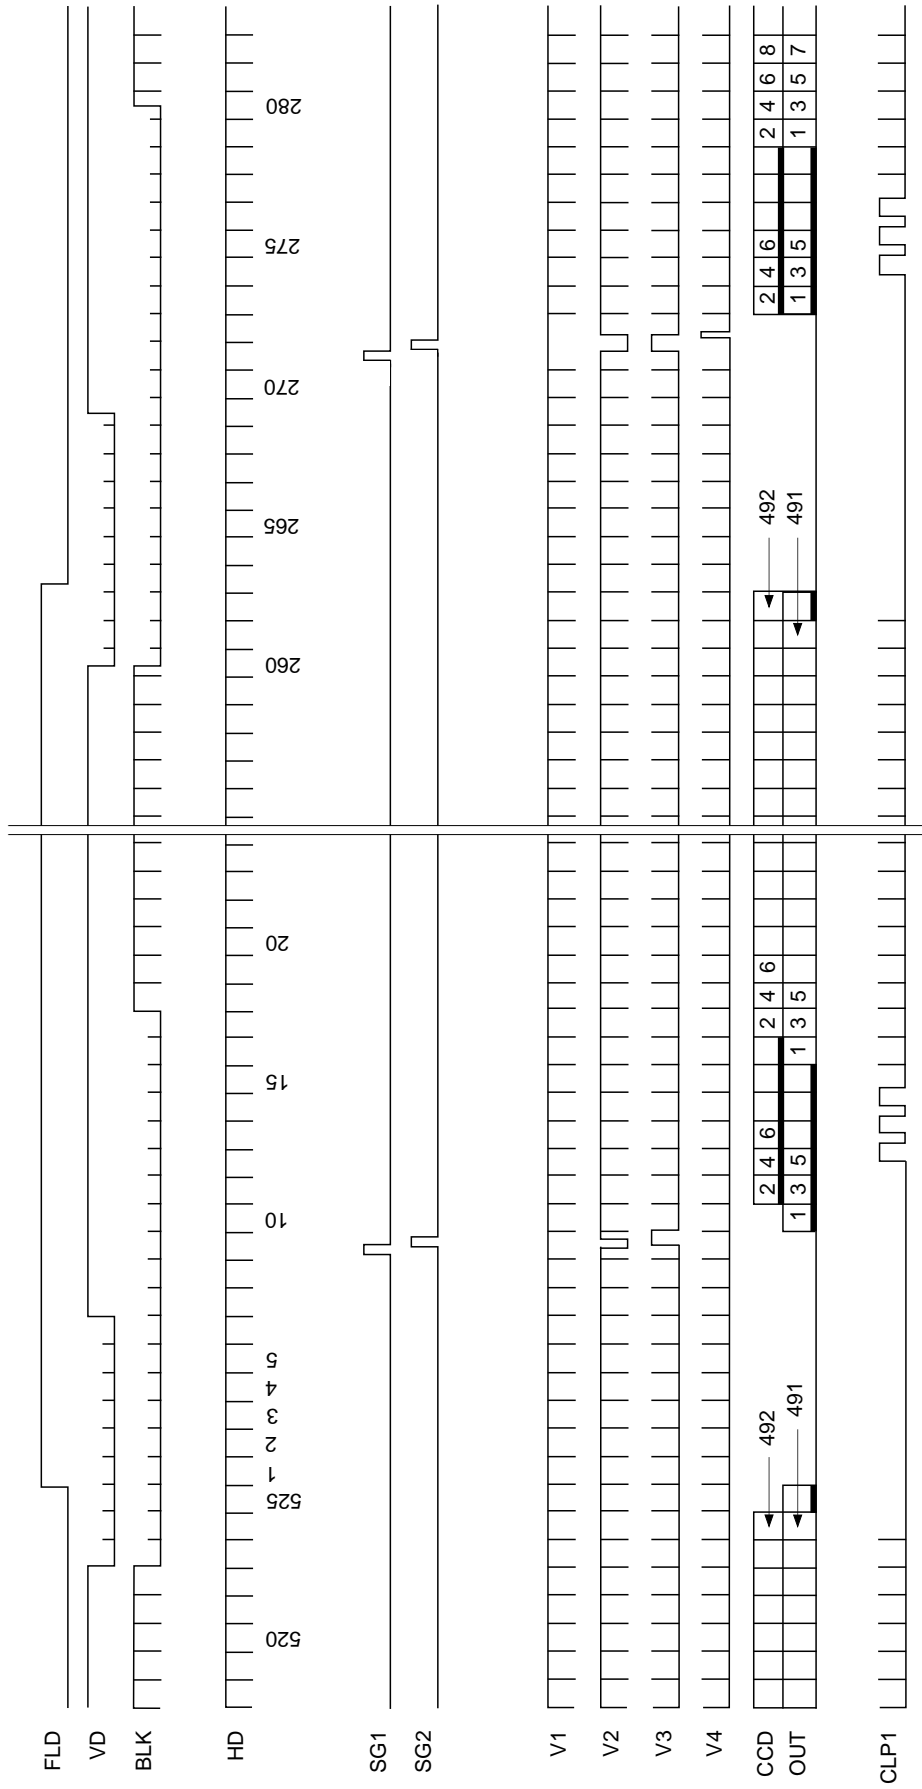 FLD
VD
BLK
HD
520 525 1 2 3 4 5 10 15 20 260 265 270 275 280
SG1
SG2
V1
V2
V3
V4
CCD 492 2 4 6 2 4 6 492 2 4 6 2 4 6 8
OUT 491 1 3 5 1 3 5 491 1 3 5 1 3 5 7
CLP1